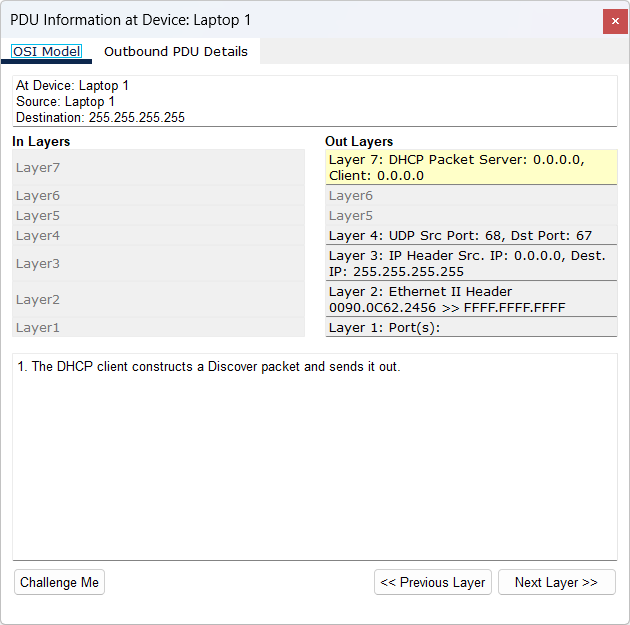 PDU Information at Device: Laptop 1
OSI Model
Outbound PDU Details
At Device: Laptop 1
Source: Laptop 1
Destination: 255.255.255.255
In Layers
Layer7
Layer6
Layer5
Layer4
Layer3
Layer2
Layer1
Out Layers
Layer 7: DHCP Packet Server: 0.0.0.0,
Client: 0.0.0.0
Layer6
Layer5
Layer 4: UDP Src Port: 68, Dst Port: 67
Layer 3: IP Header Src. IP: 0.0.0.0, Dest.
IP: 255.255.255.255
Layer 2: Ethernet II Header
0090.0C62.2456 >> FFFF.FFFF.FFFF
Layer 1: Port(s):
1. The DHCP client constructs a Discover packet and sends it out.
Challenge Me
<< Previous Layer
Next Layer >>